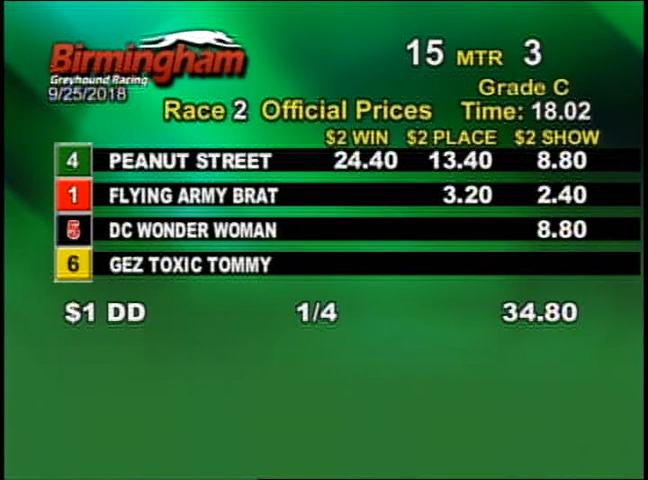 Birmingham
Greyhound Racing
9/25/2018
15 MTR 3
Grade C
Race 2 Official Prices Time: 18.02
$2 WIN $2 PLACE $2 SHOW
4 PEANUT STREET 24.40 13.40 8.80
1 FLYING ARMY BRAT 3.20 2.40
5 DC WONDER WOMAN 8.80
6 GEZ TOXIC TOMMY
$1 DD 1/4 34.80